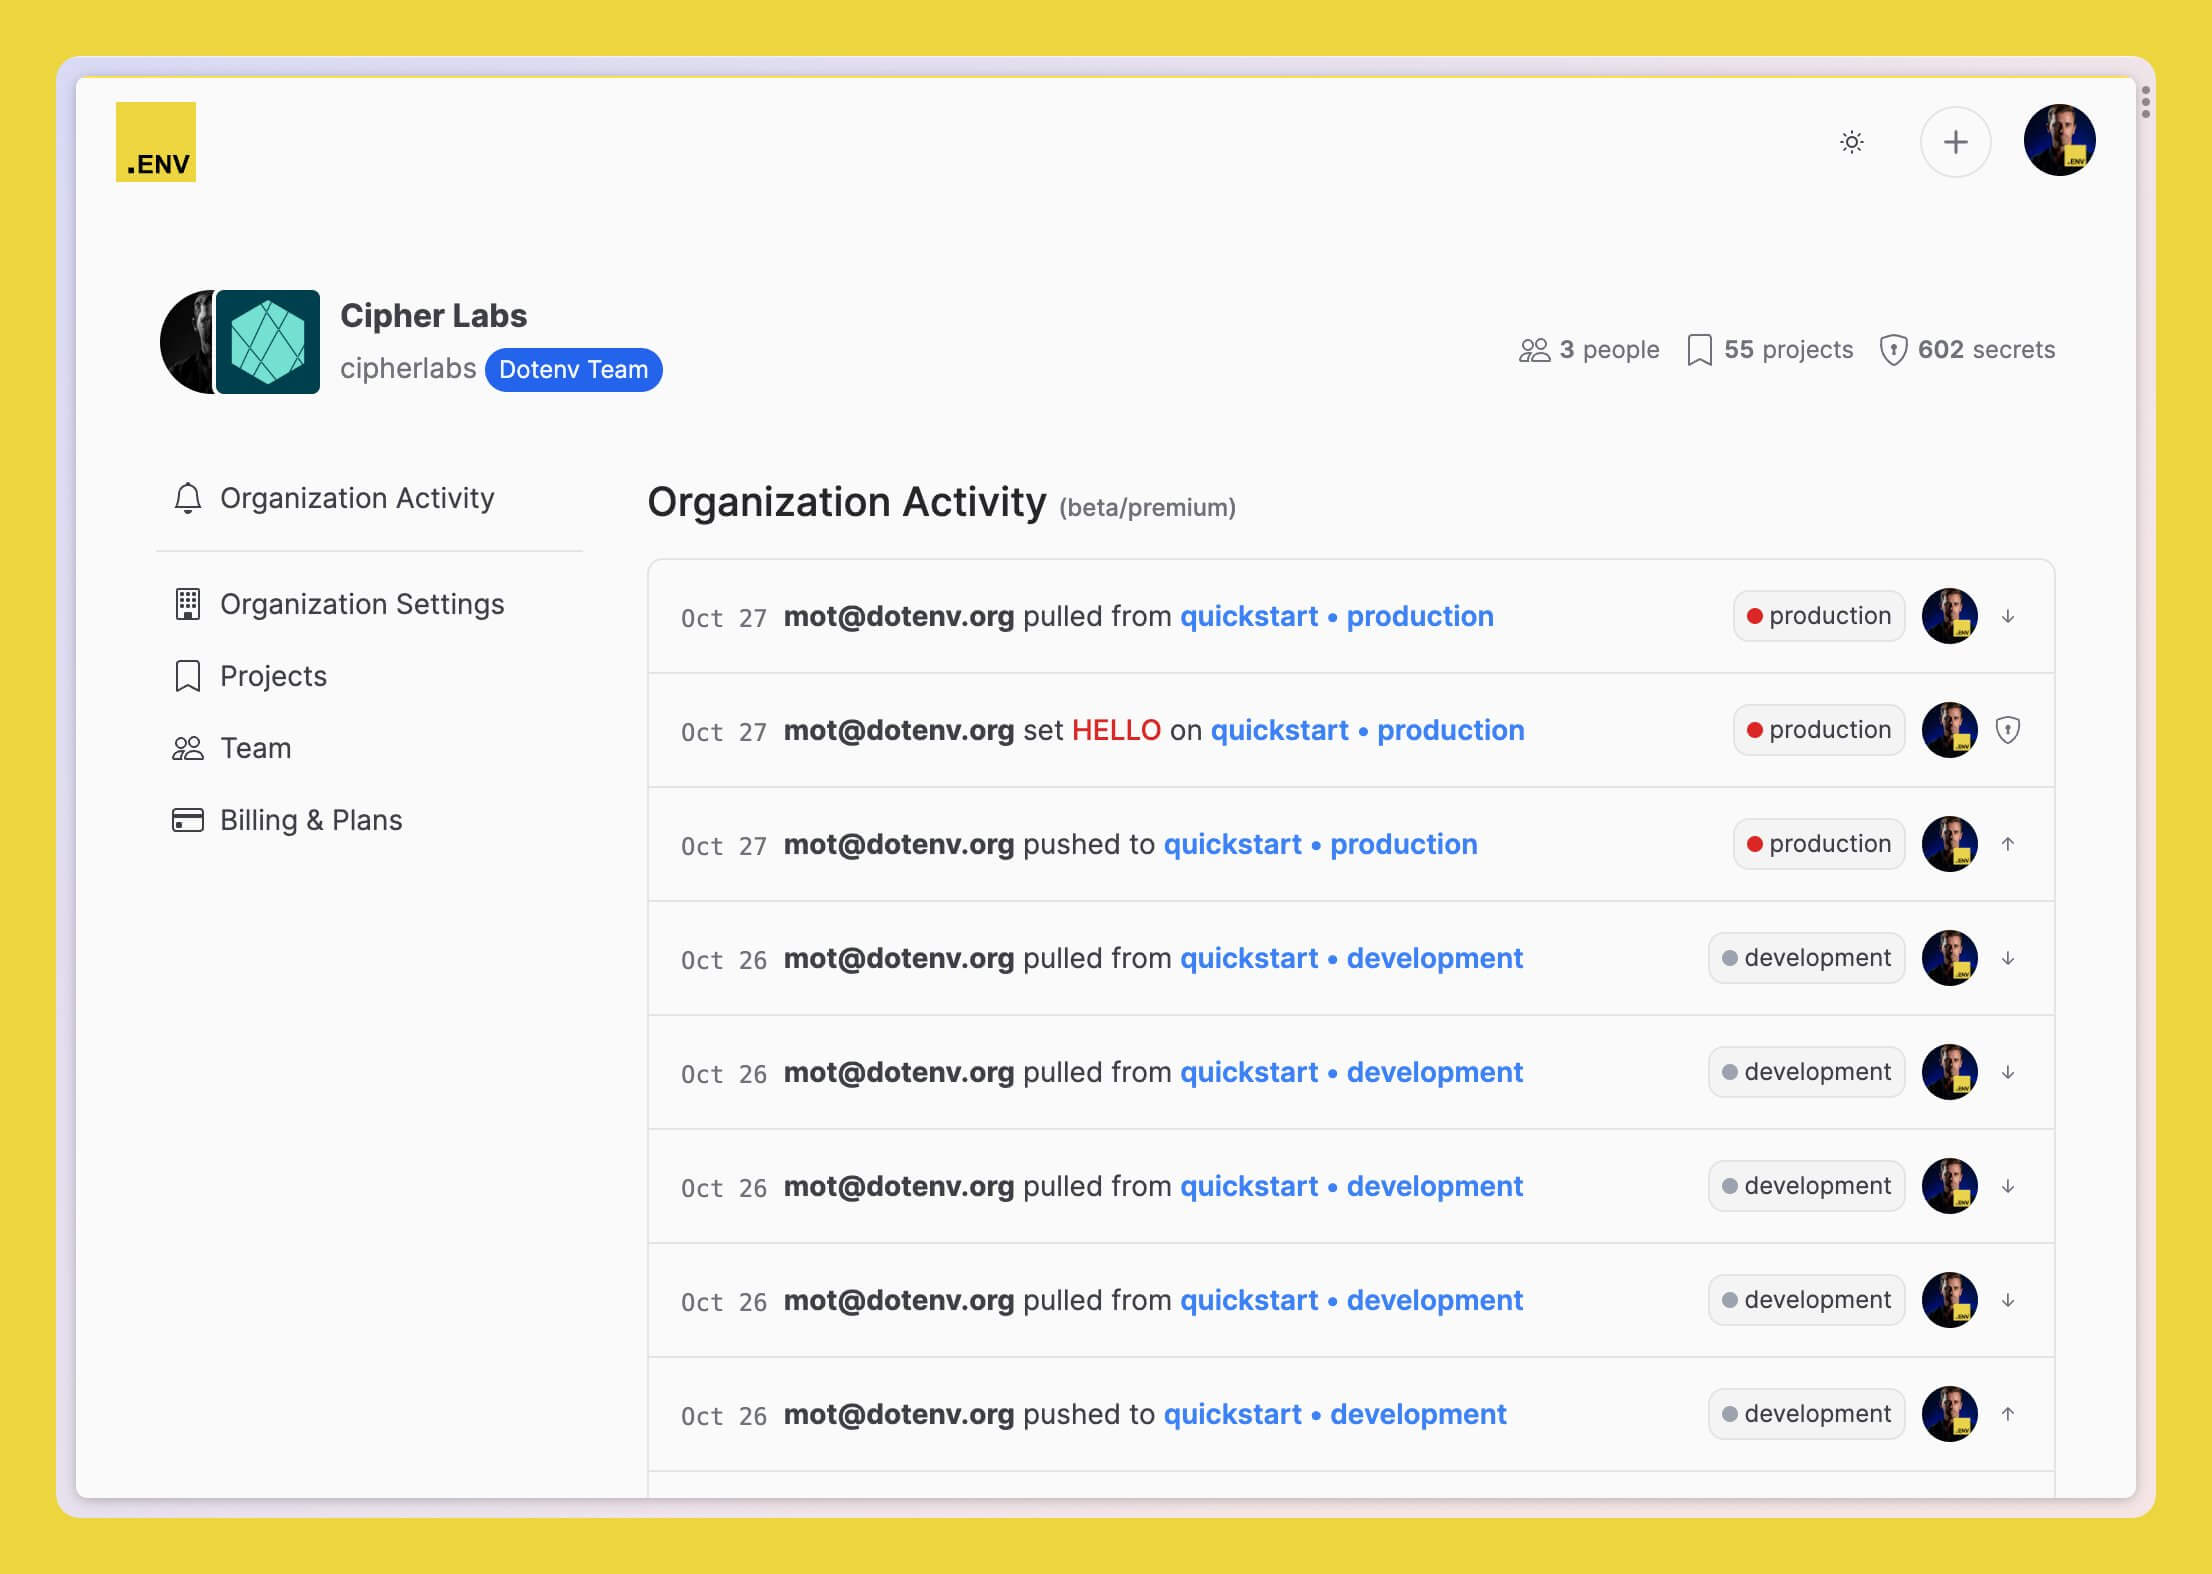 .ENV
Cipher Labs
cipherlabs Dotenv Team
3 people 55 projects 602 secrets
Organization Activity
Organization Settings
Projects
Team
Billing & Plans
Organization Activity (beta/premium)
Oct 27 mot@dotenv.org pulled from quickstart • production production
Oct 27 mot@dotenv.org set HELLO on quickstart • production production
Oct 27 mot@dotenv.org pushed to quickstart • production production
Oct 26 mot@dotenv.org pulled from quickstart • development development
Oct 26 mot@dotenv.org pulled from quickstart • development development
Oct 26 mot@dotenv.org pulled from quickstart • development development
Oct 26 mot@dotenv.org pulled from quickstart • development development
Oct 26 mot@dotenv.org pushed to quickstart • development development